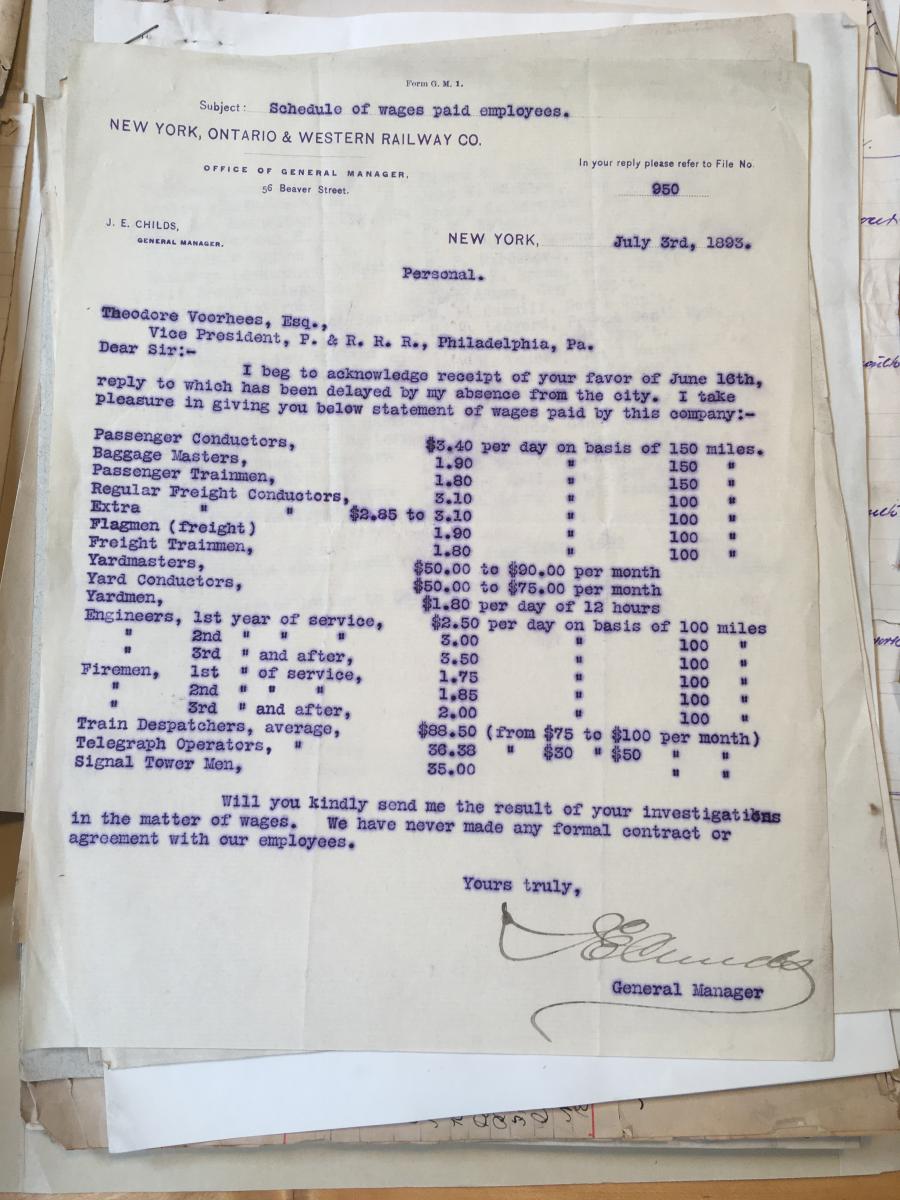 Form G. M. 1.
Subject: Schedule of wages paid employees.
NEW YORK, ONTARIO & WESTERN RAILWAY CO.
OFFICE OF GENERAL MANAGER,
56 Beaver Street.
In your reply please refer to File No.
950
J. E. CHILDS,
GENERAL MANAGER.
NEW YORK, July 3rd, 1893.
Personal.
Theodore Voorhees, Esq.,
Vice President, P. & R. R. R., Philadelphia, Pa.
Dear Sir:-
I beg to acknowledge receipt of your favor of June 16th,
reply to which has been delayed by my absence from the city. I take
pleasure in giving you below statement of wages paid by this company:-
Passenger Conductors, $3.40 per day on basis of 150 miles.
Baggage Masters, 1.90 " 150 "
Passenger Trainmen, 1.80 " 150 "
Regular Freight Conductors, 3.10 " 100 "
Extra " " $2.85 to 3.10 " 100 "
Flagmen (freight) 1.90 " 100 "
Freight Trainmen, 1.80 " 100 "
Yardmasters, $50.00 to $90.00 per month
Yard Conductors, $50.00 to $75.00 per month
Yardmen, $1.80 per day of 12 hours
Engineers, 1st year of service, $2.50 per day on basis of 100 miles
" 2nd " " " 3.00 " 100 "
" 3rd " and after, 3.50 " 100 "
Firemen, 1st " of service, 1.75 " 100 "
" 2nd " " " 1.85 " 100 "
" 3rd " and after, 2.00 " 100 "
Train Despatchers, average, $88.50 (from $75 to $100 per month)
Telegraph Operators, " 36.38 " $30 " $50 " "
Signal Tower Men, 35.00 " "
Will you kindly send me the result of your investigations
in the matter of wages. We have never made any formal contract or
agreement with our employees.
Yours truly,
J E Childs
General Manager